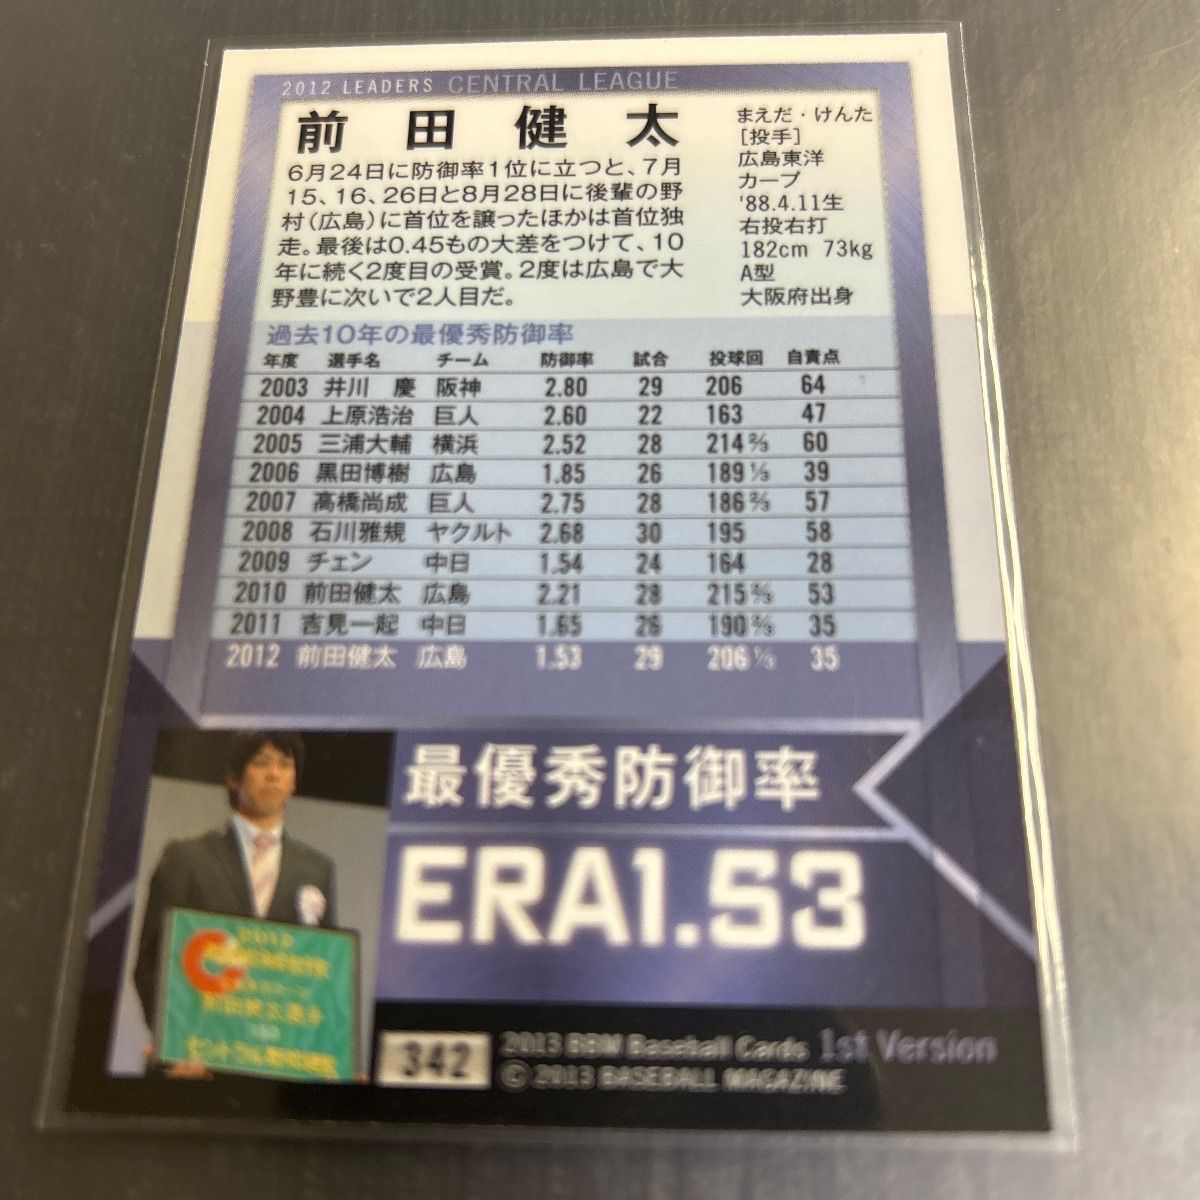 2012 LEADERS CENTRAL LEAGUE
前田健太
6月24日に防御率1位に立つと、7月
15、16、26日と8月28日に後輩の野
村(広島)に首位を譲ったほかは首位独
走。最後は0.45もの大差をつけて、10
年に続く2度目の受賞。2度は広島で大
野豊に次いで2人目だ。
まえだ・けんた
[投手]
広島東洋
カープ
'88.4.11生
右投右打
182cm 73kg
A型
大阪府出身
過去10年の最優秀防御率
年度 選手名 チーム 防御率 試合 投球回 自責点
2003 井川 慶 阪神 2.80 29 206 64
2004 上原浩治 巨人 2.60 22 163 47
2005 三浦大輔 横浜 2.52 28 214 2/3 60
2006 黒田博樹 広島 1.85 26 189 1/3 39
2007 高橋尚成 巨人 2.75 28 186 2/3 57
2008 石川雅規 ヤクルト 2.68 30 195 58
2009 チェン 中日 1.54 24 164 28
2010 前田健太 広島 2.21 28 215 2/3 53
2011 吉見一起 中日 1.65 26 190 2/3 35
2012 前田健太 広島 1.53 29 206 1/3 35
最優秀防御率
ERA1.53
2012
342
2013 BBM Baseball Cards 1st Version
© 2013 BASEBALL MAGAZINE